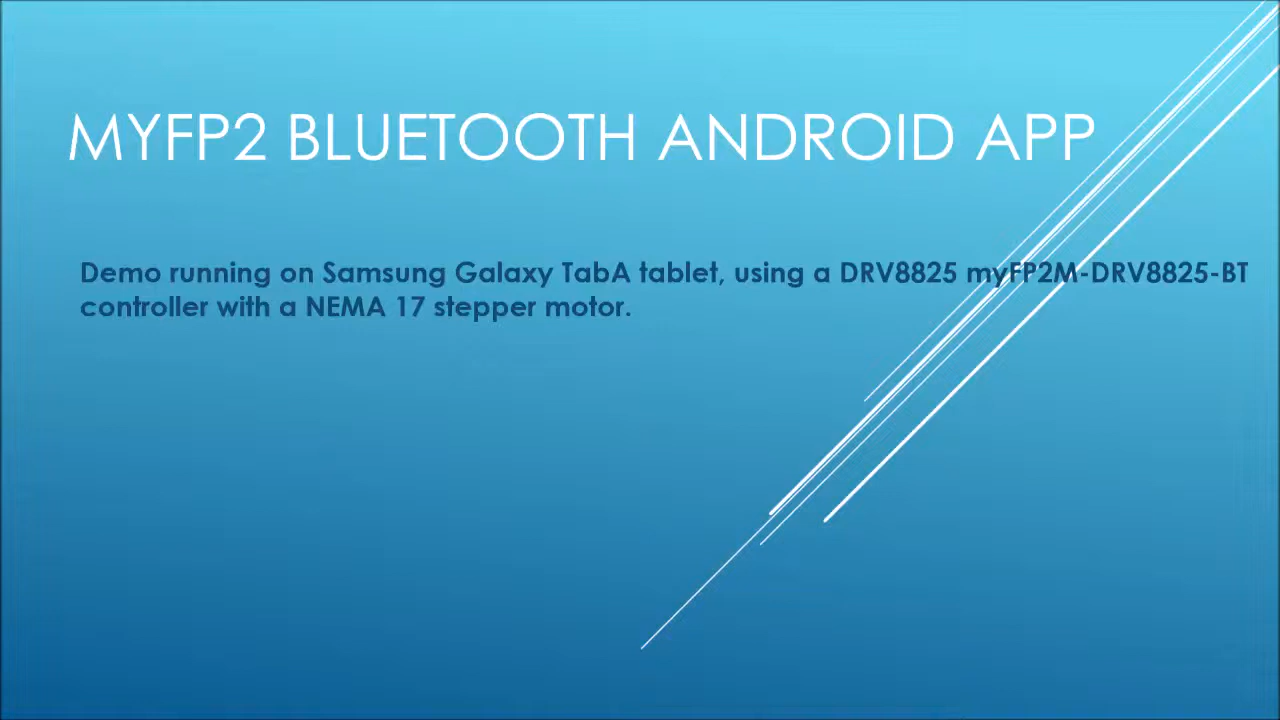 MYFP2 BLUETOOTH ANDROID APP
Demo running on Samsung Galaxy TabA tablet, using a DRV8825 myFP2M-DRV8825-BT
controller with a NEMA 17 stepper motor.